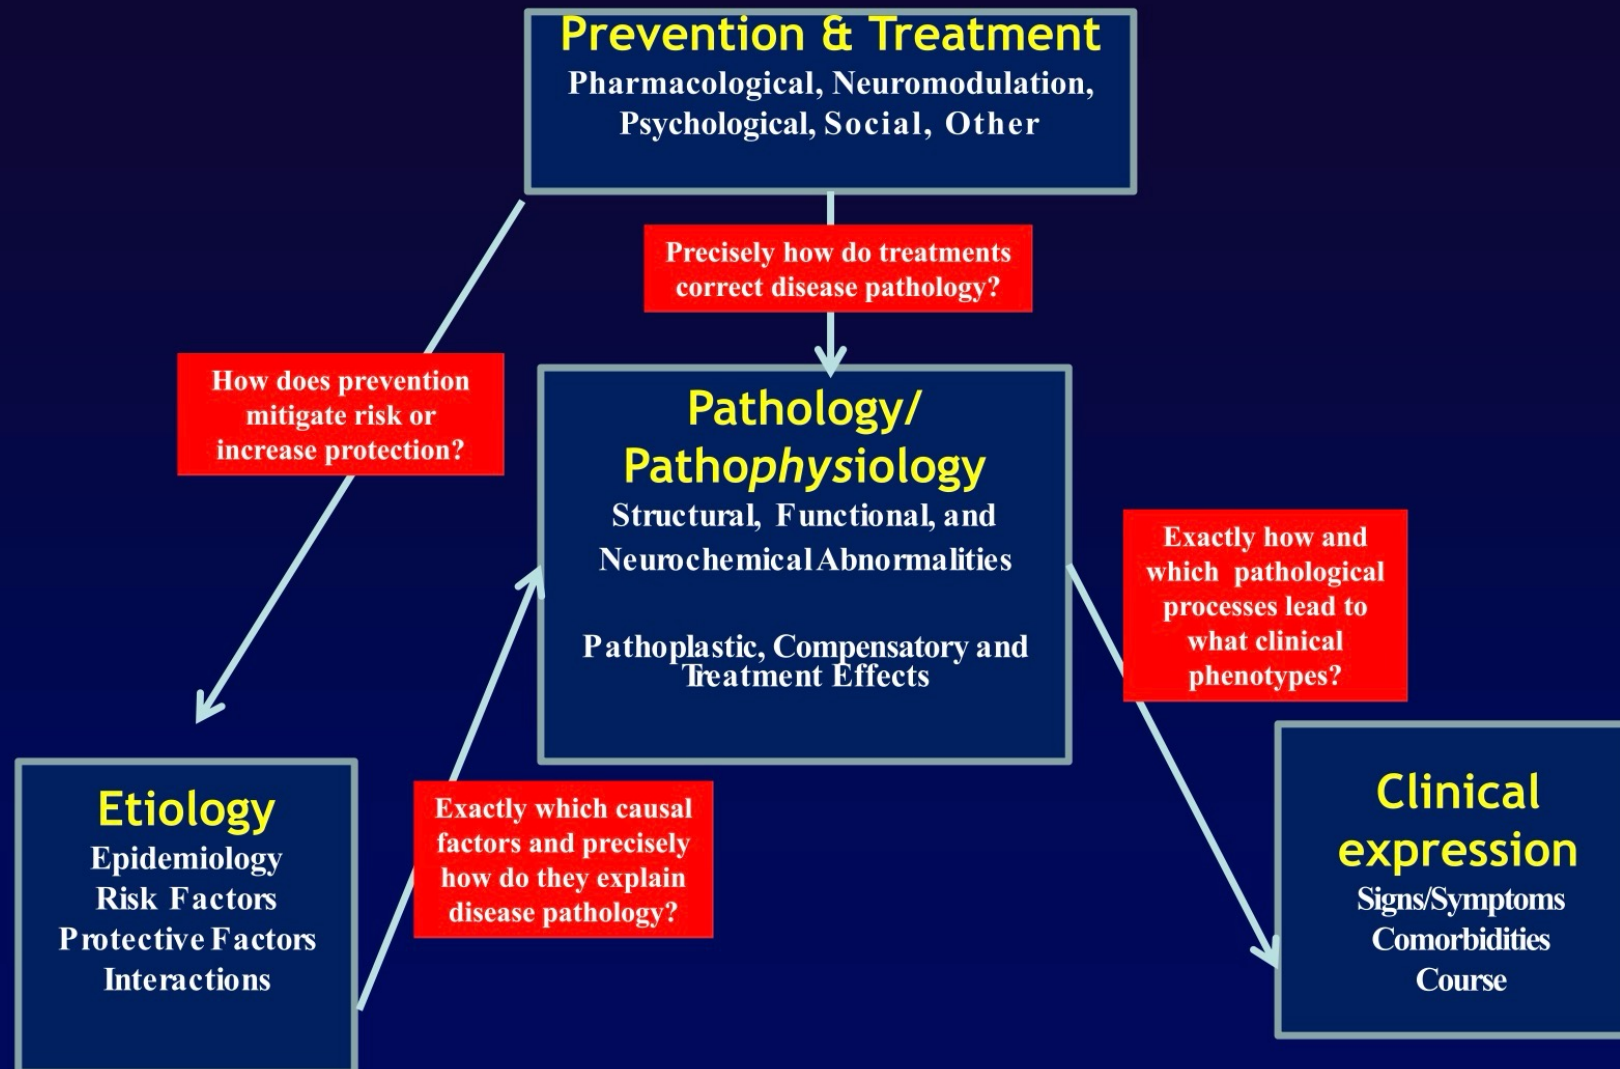 Prevention & Treatment
Pharmacological, Neuromodulation,
Psychological, Social, Other
Precisely how do treatments
correct disease pathology?
How does prevention
mitigate risk or
increase protection?
Pathology/
Pathophysiology
Structural, Functional, and
Neurochemical Abnormalities
Pathoplastic, Compensatory and
Treatment Effects
Exactly how and
which pathological
processes lead to
what clinical
phenotypes?
Etiology
Epidemiology
Risk Factors
Protective Factors
Interactions
Exactly which causal
factors and precisely
how do they explain
disease pathology?
Clinical
expression
Signs/Symptoms
Comorbidities
Course